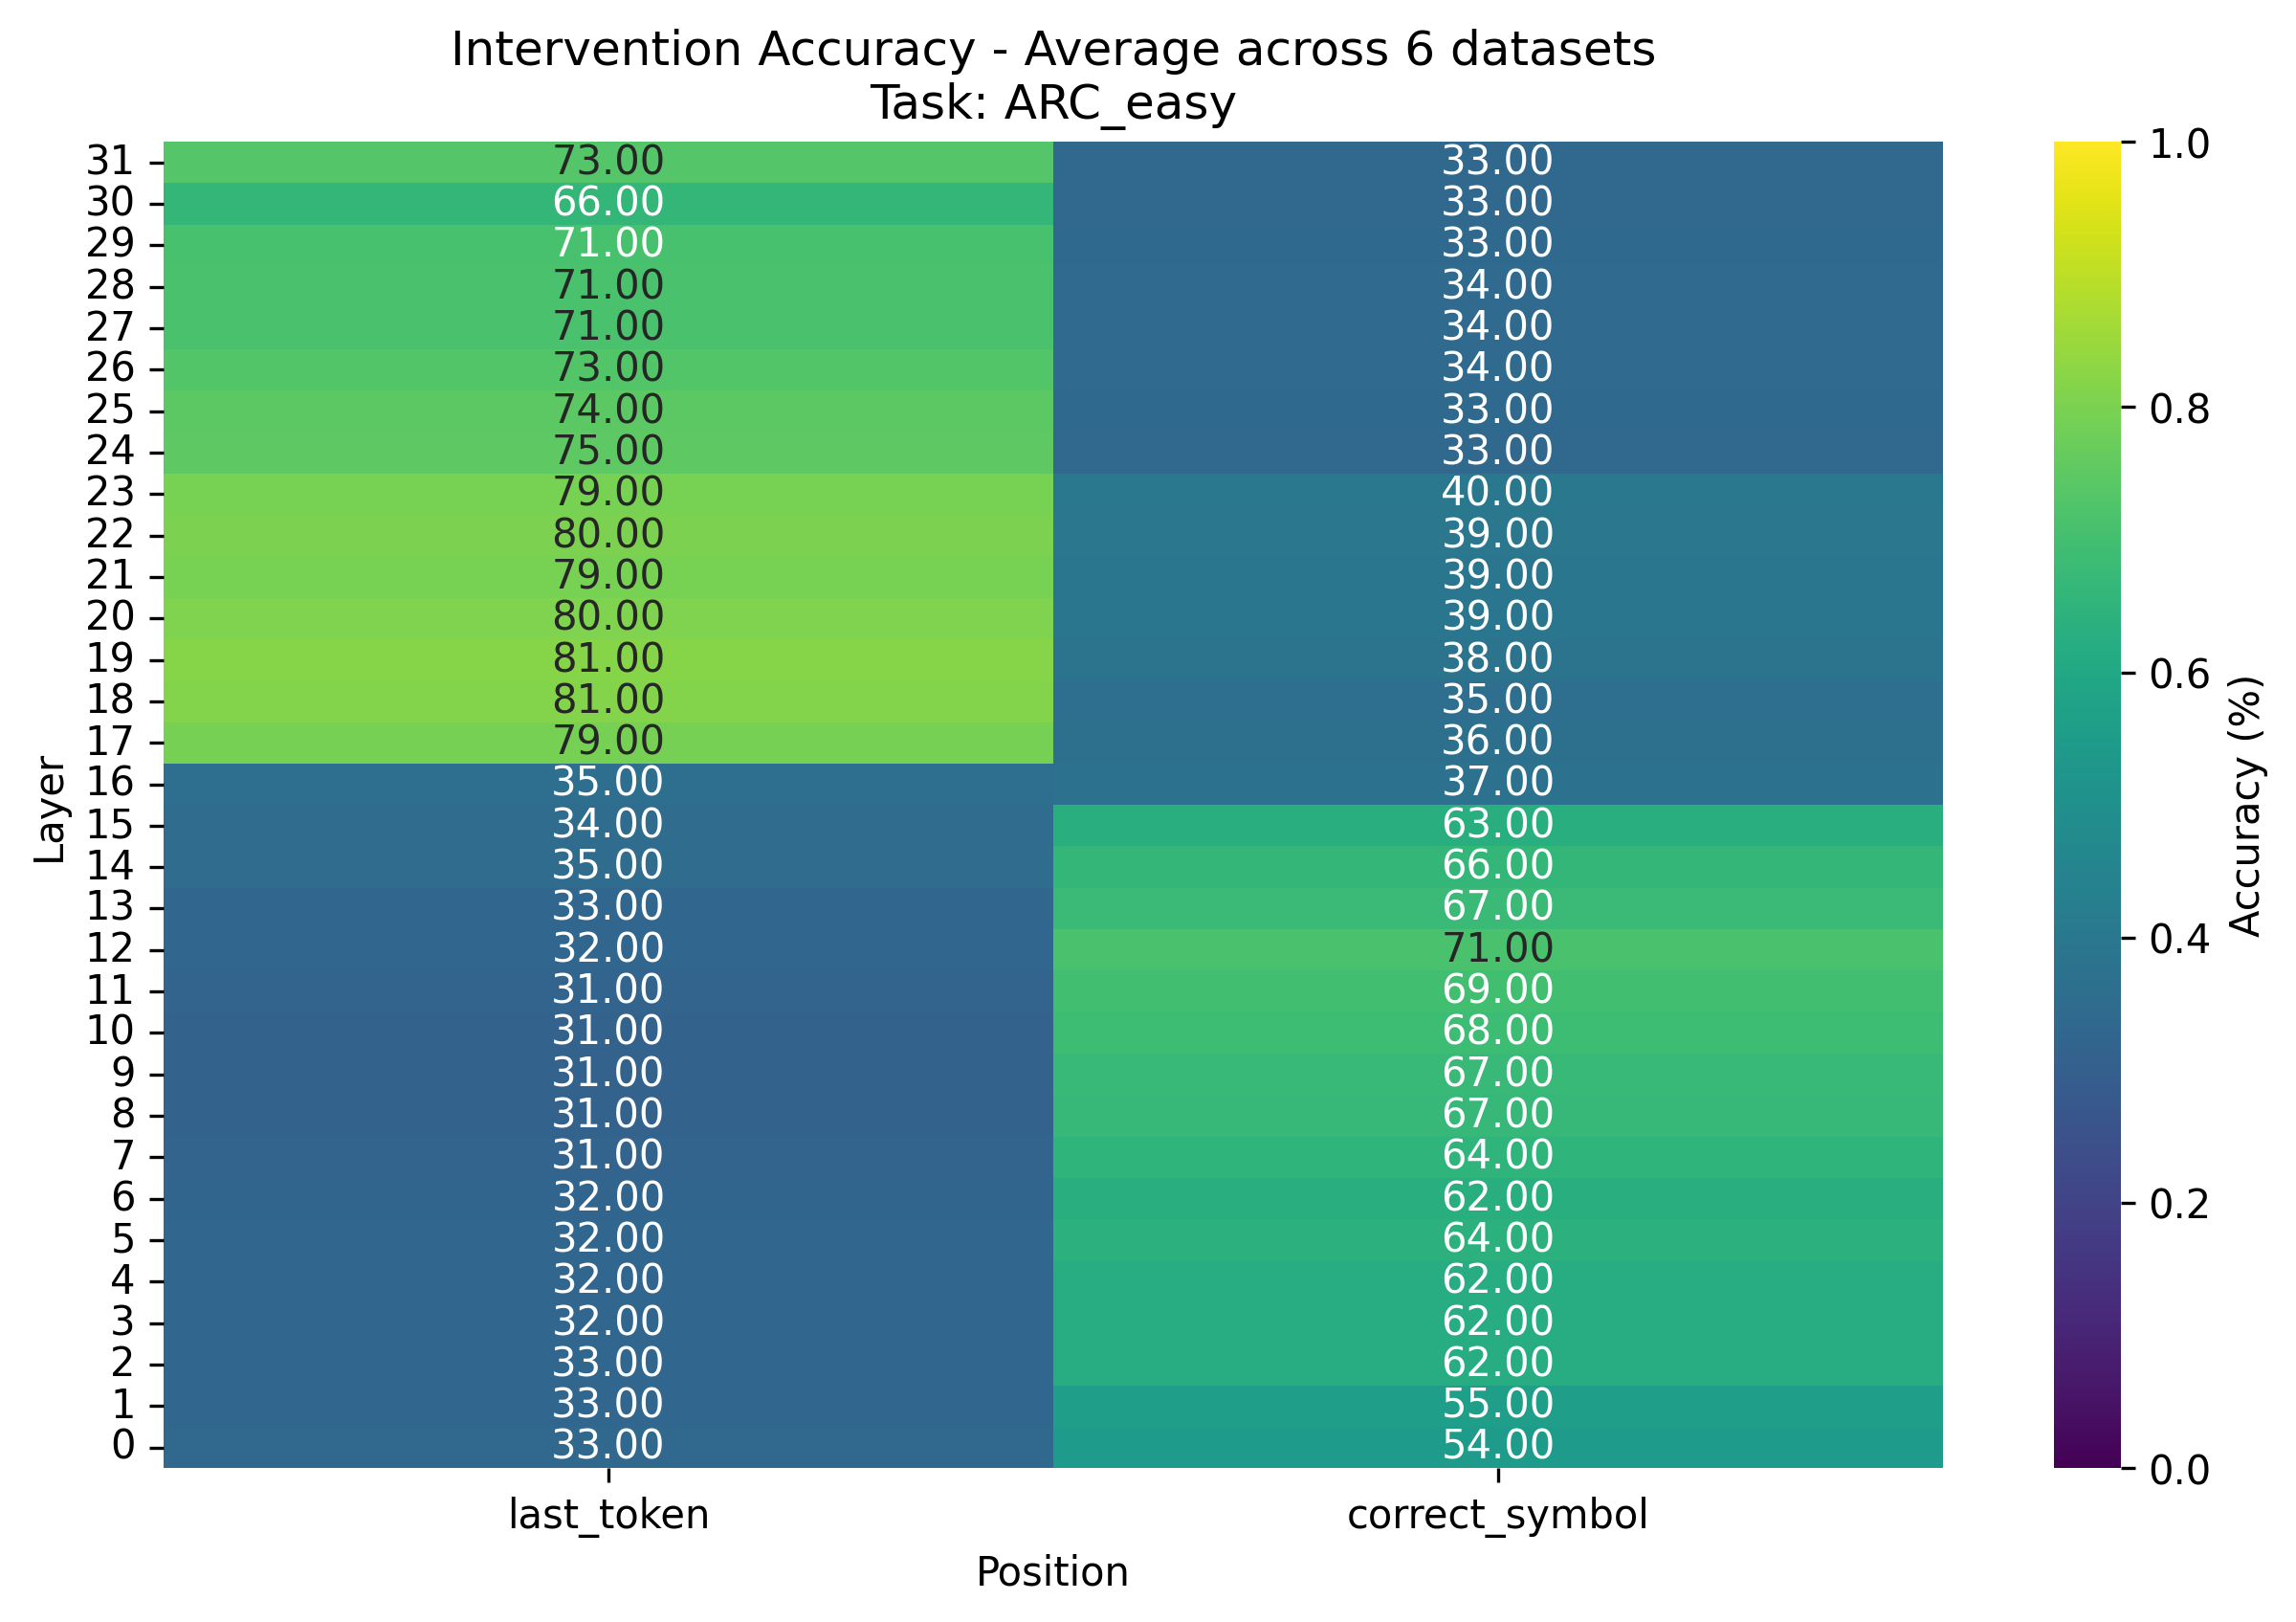 Intervention Accuracy - Average across 6 datasets
Task: ARC_easy
31 73.00 33.00
30 66.00 33.00
29 71.00 33.00
28 71.00 34.00
27 71.00 34.00
26 73.00 34.00
25 74.00 33.00
24 75.00 33.00
23 79.00 40.00
22 80.00 39.00
21 79.00 39.00
20 80.00 39.00
19 81.00 38.00
18 81.00 35.00
17 79.00 36.00
16 35.00 37.00
15 34.00 63.00
14 35.00 66.00
13 33.00 67.00
12 32.00 71.00
11 31.00 69.00
10 31.00 68.00
9 31.00 67.00
8 31.00 67.00
7 31.00 64.00
6 32.00 62.00
5 32.00 64.00
4 32.00 62.00
3 32.00 62.00
2 33.00 62.00
1 33.00 55.00
0 33.00 54.00
Layer
last_token correct_symbol
Position
1.0
0.8
0.6
0.4
0.2
0.0
Accuracy (%)